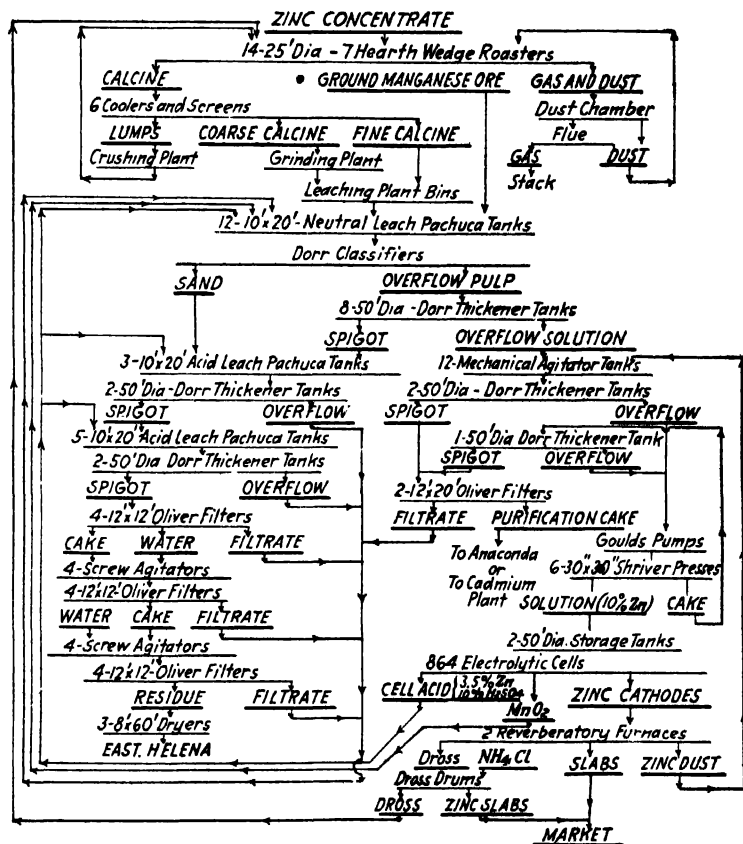 ZINC CONCENTRATE
14-25' Dia - 7 Hearth Wedge Roasters
CALCINE
GROUND MANGANESE ORE
GAS AND DUST
6 Coolers and Screens
Dust Chamber
LUMPS
COARSE CALCINE
FINE CALCINE
Flue
Crushing Plant
Grinding Plant
GAS
DUST
Leaching Plant Bins
Stack
12-10'x20'-Neutral Leach Pachuca Tanks
Dorr Classifiers
SAND
OVERFLOW PULP
8-50' Dia - Dorr Thickener Tanks
SPIGOT
OVERFLOW SOLUTION
3-10'x20' Acid Leach Pachuca Tanks
12-Mechanical Agitator Tanks
2-50' Dia-Dorr Thickener Tanks
2-50' Dia - Dorr Thickener Tanks
SPIGOT
OVERFLOW
SPIGOT
OVERFLOW
5-10'x20' Acid Leach Pachuca Tanks
1-50' Dia Dorr Thickener Tank
2-50' Dia Dorr Thickener Tanks
SPIGOT
OVERFLOW
SPIGOT
OVERFLOW
2-12'x20' Oliver Filters
4-12'x12' Oliver Filters
FILTRATE
PURIFICATION CAKE
CAKE
WATER
FILTRATE
To Anaconda
or
To Cadmium
Plant
Goulds Pumps
4-Screw Agitators
6-30"x30" Shriver Presses
4-12'x12' Oliver Filters
WATER
CAKE
FILTRATE
SOLUTION (10% Zn)
CAKE
4-Screw Agitators
2-50' Dia. Storage Tanks
4-12'x12'-Oliver Filters
864 Electrolytic Cells
RESIDUE
FILTRATE
CELL ACID (3.5% Zn
10% H2SO4
ZINC CATHODES
3-8'x60' Dryers
MnO2
EAST. HELENA
2 Reverberatory Furnaces
Dross
NH4Cl
SLABS
ZINC DUST
Dross Drums
DROSS
ZINC SLABS
MARKET